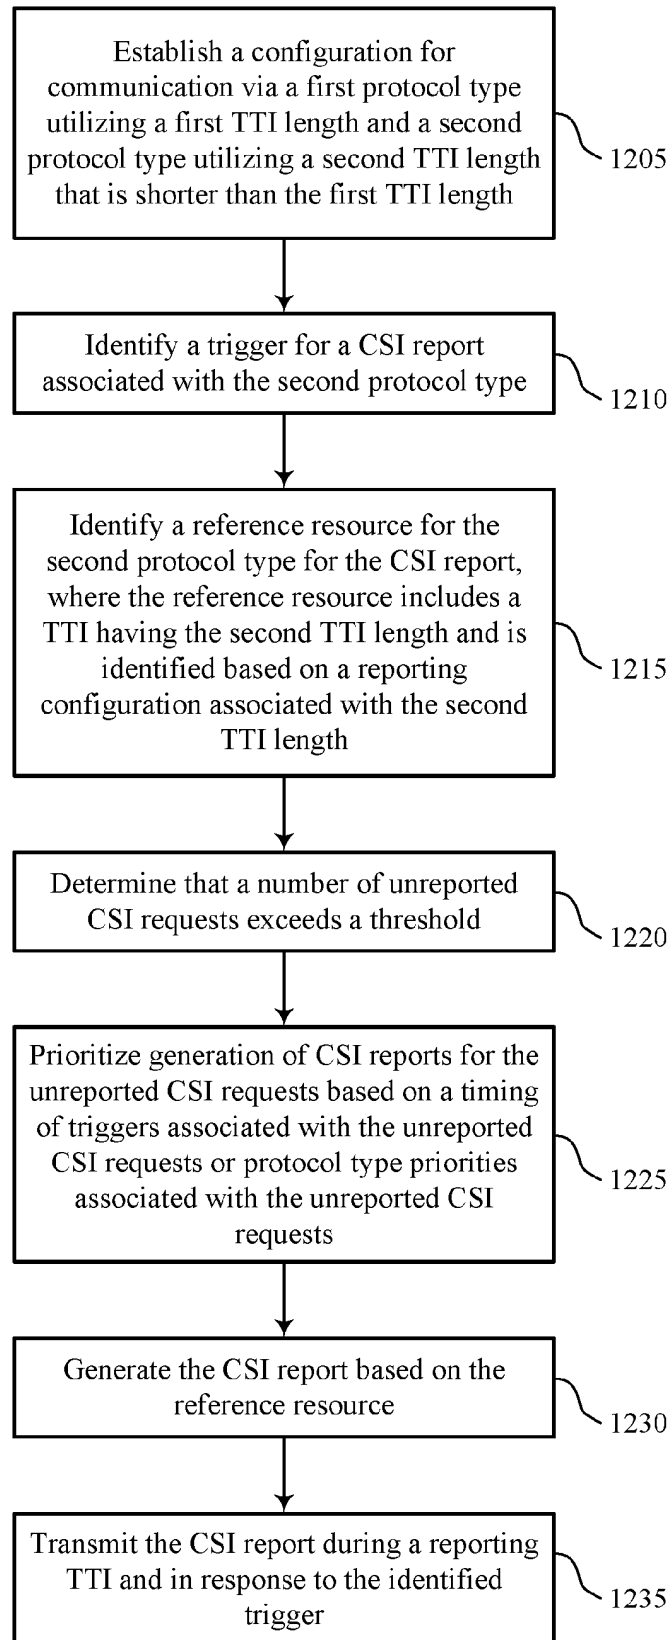 Establish a configuration for
communication via a first protocol type
utilizing a first TTI length and a second
protocol type utilizing a second TTI length
that is shorter than the first TTI length
1205
Identify a trigger for a CSI report
associated with the second protocol type
1210
Identify a reference resource for the
second protocol type for the CSI report,
where the reference resource includes a
TTI having the second TTI length and is
identified based on a reporting
configuration associated with the second
TTI length
1215
Determine that a number of unreported
CSI requests exceeds a threshold
1220
Prioritize generation of CSI reports for the
unreported CSI requests based on a timing
of triggers associated with the unreported
CSI requests or protocol type priorities
associated with the unreported CSI
requests
1225
Generate the CSI report based on the
reference resource
1230
Transmit the CSI report during a reporting
TTI and in response to the identified
trigger
1235